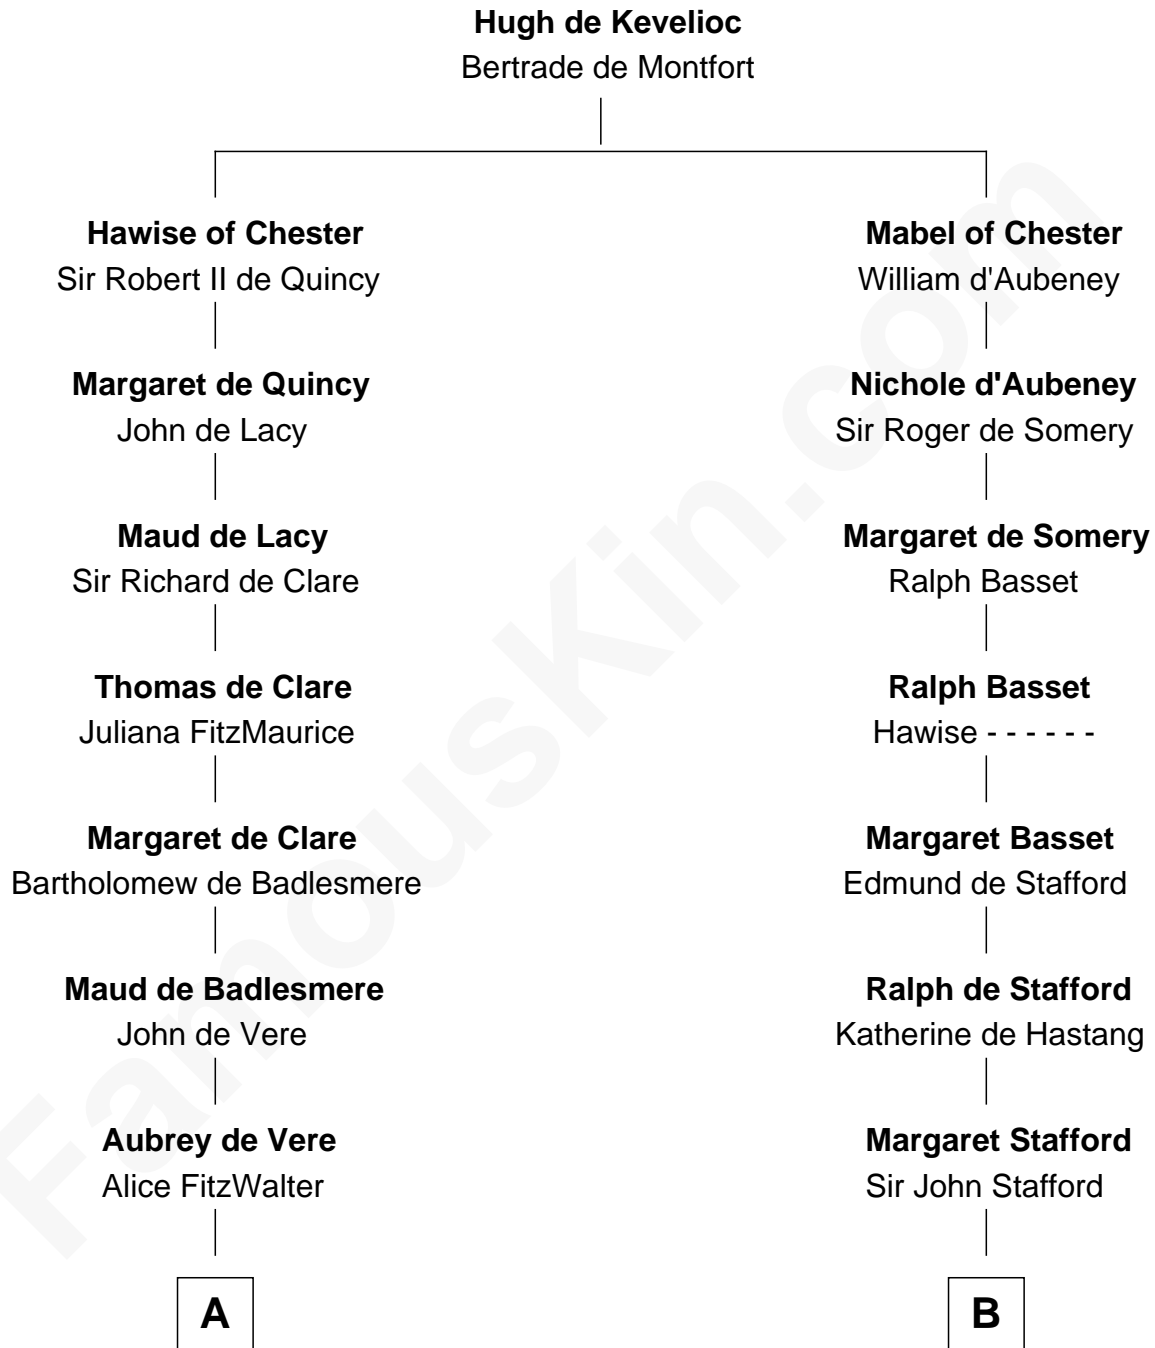 Hugh de Kevelioc
Bertrade de Montfort
Hawise of Chester
Sir Robert II de Quincy
Mabel of Chester
William d'Aubeney
Margaret de Quincy
John de Lacy
Nichole d'Aubeney
Sir Roger de Somery
Maud de Lacy
Sir Richard de Clare
Margaret de Somery
Ralph Basset
Thomas de Clare
Juliana FitzMaurice
Ralph Basset
Hawise - - - - - -
Margaret de Clare
Bartholomew de Badlesmere
Margaret Basset
Edmund de Stafford
Maud de Badlesmere
John de Vere
Ralph de Stafford
Katherine de Hastang
Aubrey de Vere
Alice FitzWalter
Margaret Stafford
Sir John Stafford
A
B
FamousKin.com